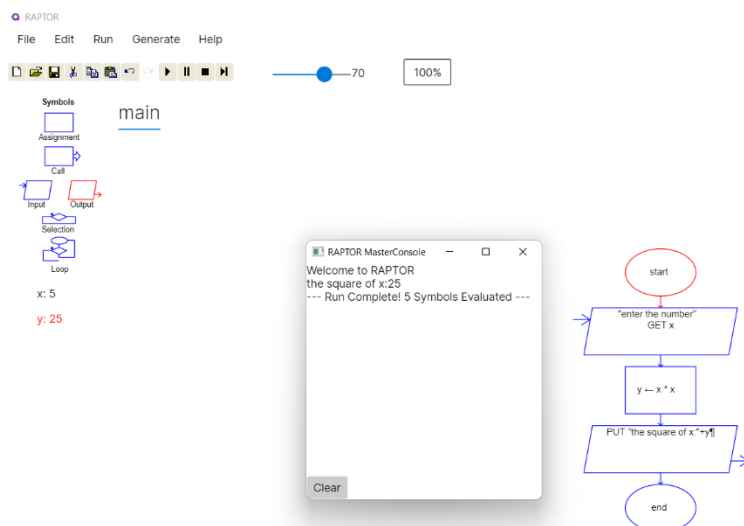 RAPTOR
File Edit Run Generate Help
70
100%
Symbols
main
Assignment
Call
Input Output
Selection
Loop
x: 5
y: 25
RAPTOR MasterConsole
Welcome to RAPTOR
the square of x:25
--- Run Complete! 5 Symbols Evaluated ---
Clear
start
"enter the number"
GET x
y ← x * x
PUT "the square of x:"+y¶
end